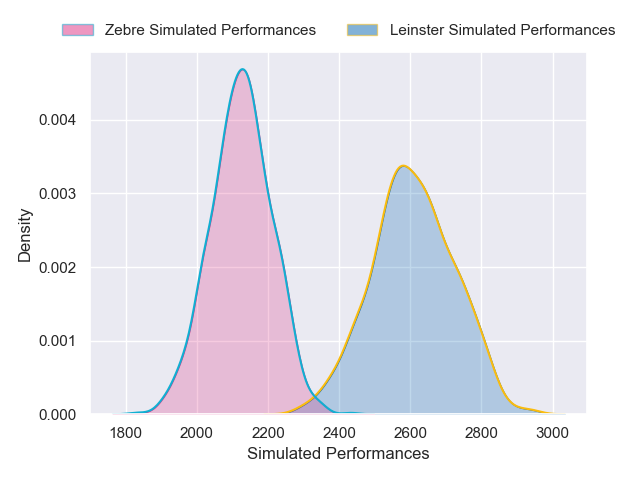 Zebre Simulated Performances Leinster Simulated Performances
0.004
0.003
0.002
0.001
0.000
Density
1800 2000 2200 2400 2600 2800 3000
Simulated Performances